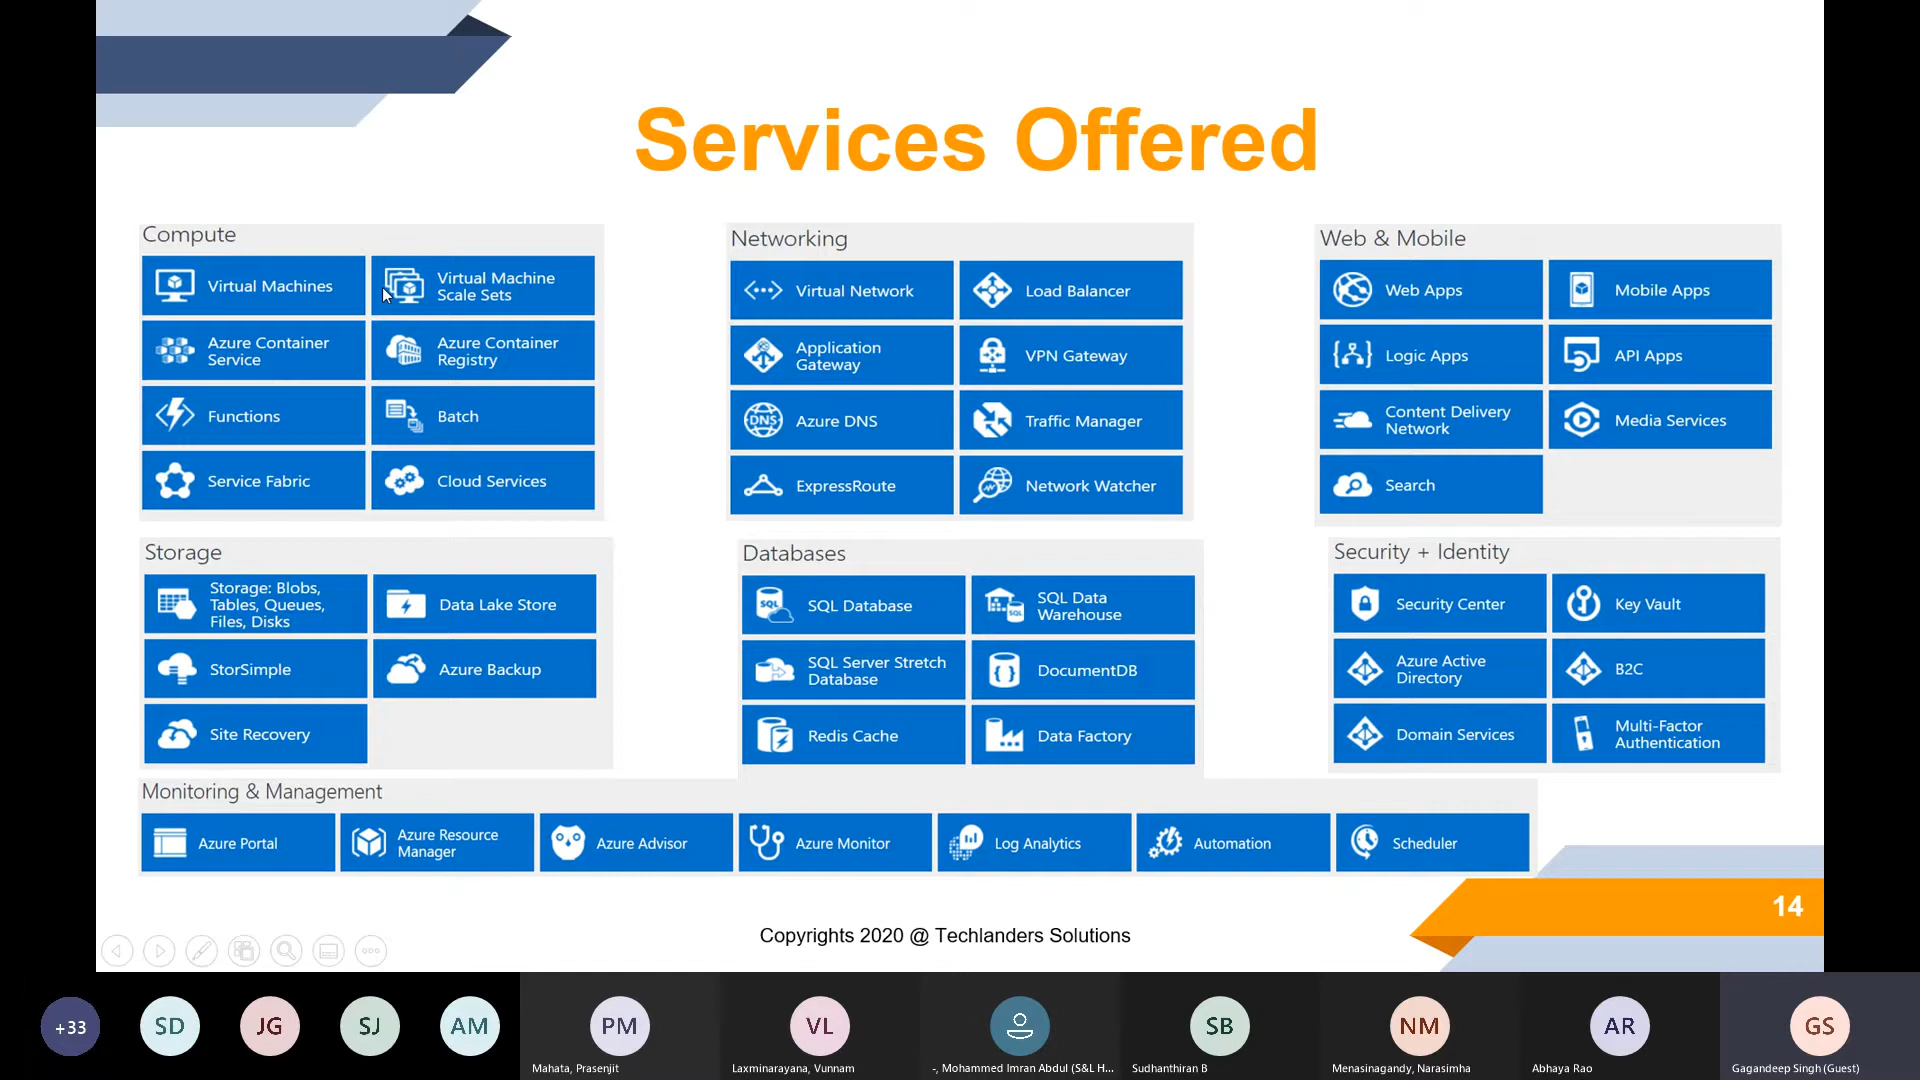 Services Offered
Compute
Virtual Machines
Virtual Machine
Scale Sets
Azure Container
Service
Azure Container
Registry
Functions
Batch
Service Fabric
Cloud Services
Networking
Virtual Network
Load Balancer
Application
Gateway
VPN Gateway
DNS
Azure DNS
Traffic Manager
ExpressRoute
Network Watcher
Web & Mobile
Web Apps
Mobile Apps
Logic Apps
API Apps
Content Delivery
Network
Media Services
Search
Storage
Storage: Blobs,
Tables, Queues,
Files, Disks
Data Lake Store
StorSimple
Azure Backup
Site Recovery
Databases
SQL
SQL Database
SQL
SQL Data
Warehouse
SQL Server Stretch
Database
DocumentDB
Redis Cache
Data Factory
Security + Identity
Security Center
Key Vault
Azure Active
Directory
B2C
Domain Services
Multi-Factor
Authentication
Monitoring & Management
Azure Portal
Azure Resource
Manager
Azure Advisor
Azure Monitor
Log Analytics
Automation
Scheduler
14
Copyrights 2020 @ Techlanders Solutions
+33
SD
JG
SJ
AM
PM
VL
SB
NM
AR
GS
Mahata, Prasenjit
Laxminarayana, Vunnam
-, Mohammed Imran Abdul (S&L H...
Sudhanthiran B
Menasinagandy, Narasimha
Abhaya Rao
Gagandeep Singh (Guest)